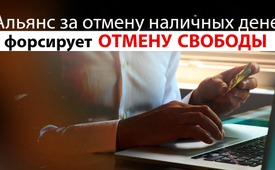 Альянс за отмену наличных дене
форсирует ОТМЕНУ СВОБОДЫ